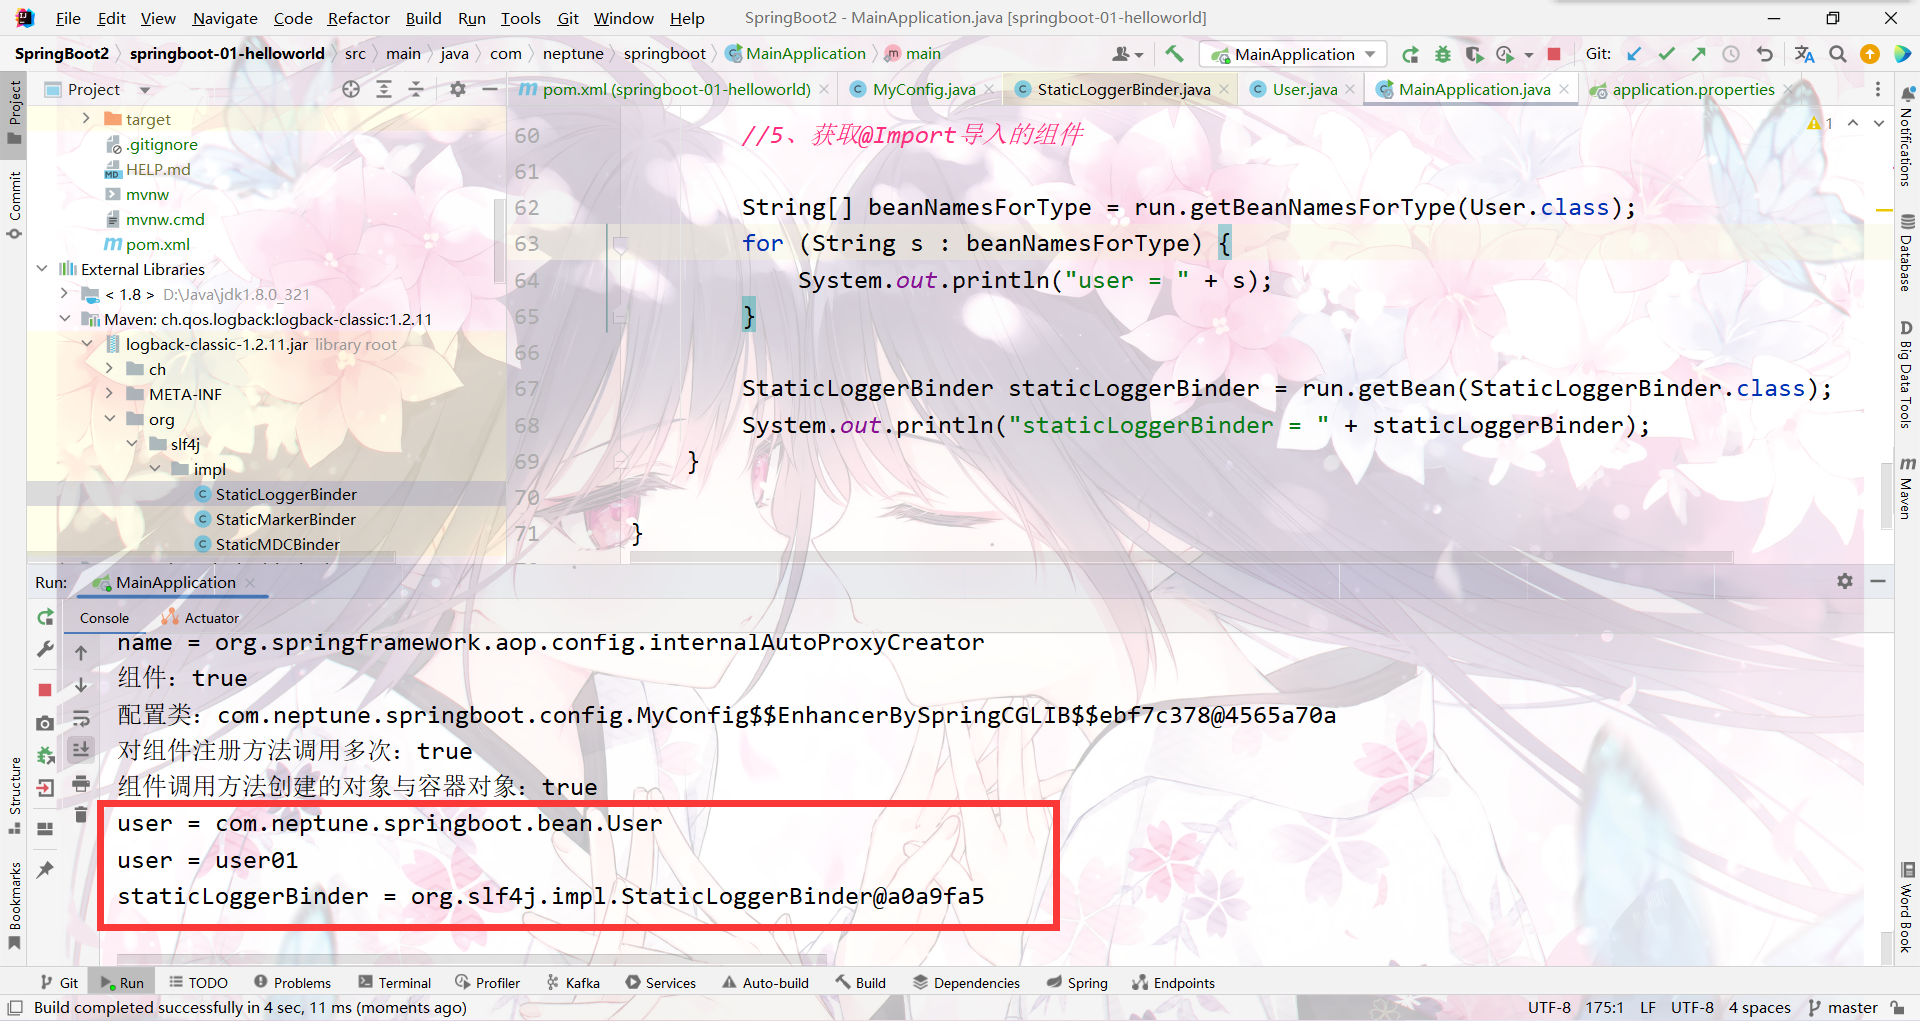 File Edit View Navigate Code Refactor Build Run Tools Git Window Help SpringBoot2 - MainApplication.java [springboot-01-helloworld]
SpringBoot2 springboot-01-helloworld src main java com neptune springboot MainApplication main MainApplication Git:
Project
pom.xml (springboot-01-helloworld) MyConfig.java StaticLoggerBinder.java User.java MainApplication.java application.properties
Project
Commit
target
.gitignore
HELP.md
mvnw
mvnw.cmd
pom.xml
External Libraries
< 1.8 > D:\Java\jdk1.8.0_321
Maven: ch.qos.logback:logback-classic:1.2.11
logback-classic-1.2.11.jar library root
ch
META-INF
org
slf4j
impl
StaticLoggerBinder
StaticMarkerBinder
StaticMDCBinder
1
60 //5、获取@Import导入的组件
61
62 String[] beanNamesForType = run.getBeanNamesForType(User.class);
63 for (String s : beanNamesForType) {
64 System.out.println("user = " + s);
65 }
66
67 StaticLoggerBinder staticLoggerBinder = run.getBean(StaticLoggerBinder.class);
68 System.out.println("staticLoggerBinder = " + staticLoggerBinder);
69 }
70
71 }
Notifications
Database
D Big Data Tools
Maven
Word Book
Run: MainApplication
Console Actuator
name = org.springframework.aop.config.internalAutoProxyCreator
组件：true
配置类：com.neptune.springboot.config.MyConfig$$EnhancerBySpringCGLIB$$ebf7c378@4565a70a
对组件注册方法调用多次：true
组件调用方法创建的对象与容器对象：true
user = com.neptune.springboot.bean.User
user = user01
staticLoggerBinder = org.slf4j.impl.StaticLoggerBinder@a0a9fa5
Structure
Bookmarks
Git Run TODO Problems Terminal Profiler Kafka Services Auto-build Build Dependencies Spring Endpoints
Build completed successfully in 4 sec, 11 ms (moments ago) UTF-8 175:1 LF UTF-8 4 spaces master